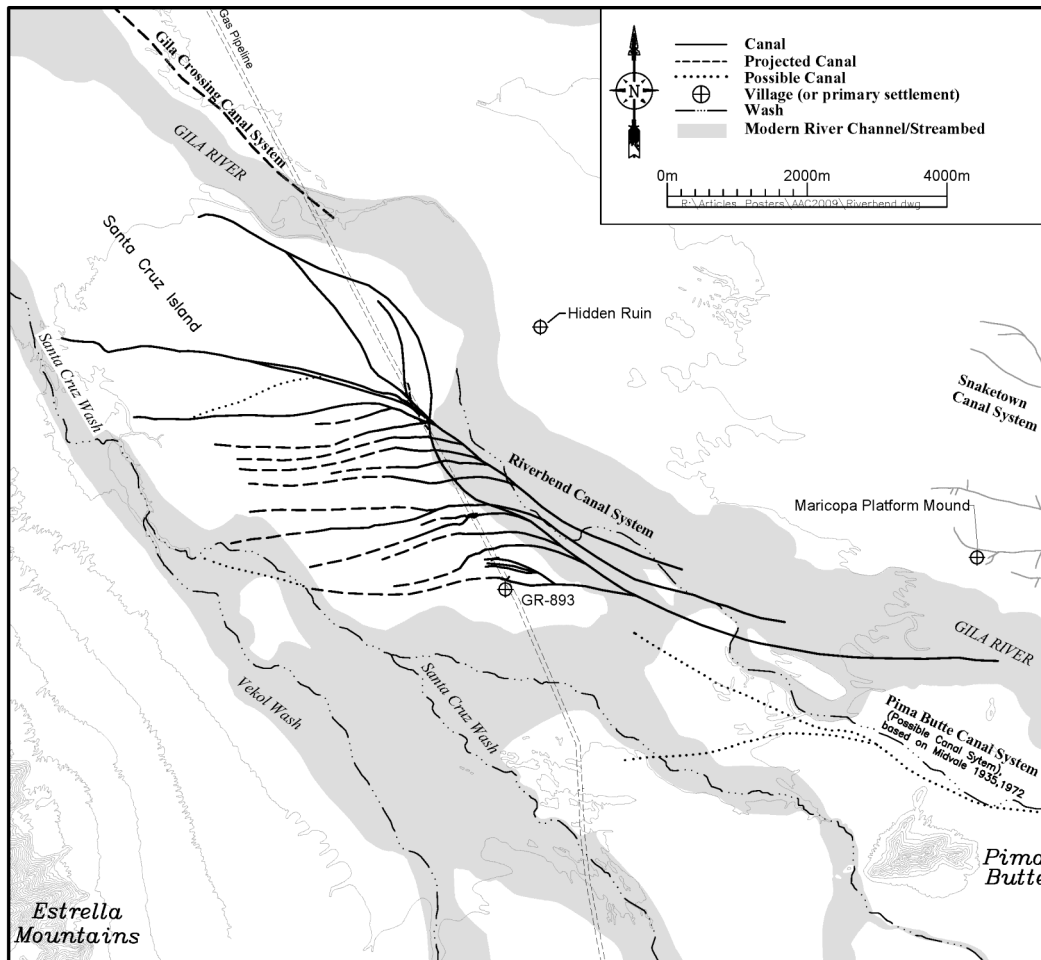 Gas Pipeline
Gila Crossing Canal System
GILA RIVER
Santa Cruz Island
Santa Cruz Wash
N
Canal
Projected Canal
Possible Canal
Village (or primary settlement)
Wash
Modern River Channel/Streambed
0m 2000m 4000m
R:\Articles_Posters\AAC2009\Riverbend.dwg
Hidden Ruin
Snaketown
Canal System
Riverbend Canal System
Maricopa Platform Mound
GR-893
GILA RIVER
Vekol Wash
Santa Cruz Wash
Pima Butte Canal System
(Possible Canal Sytem),
based on Midvale 1935,1972
Pima
Butte
Estrella
Mountains